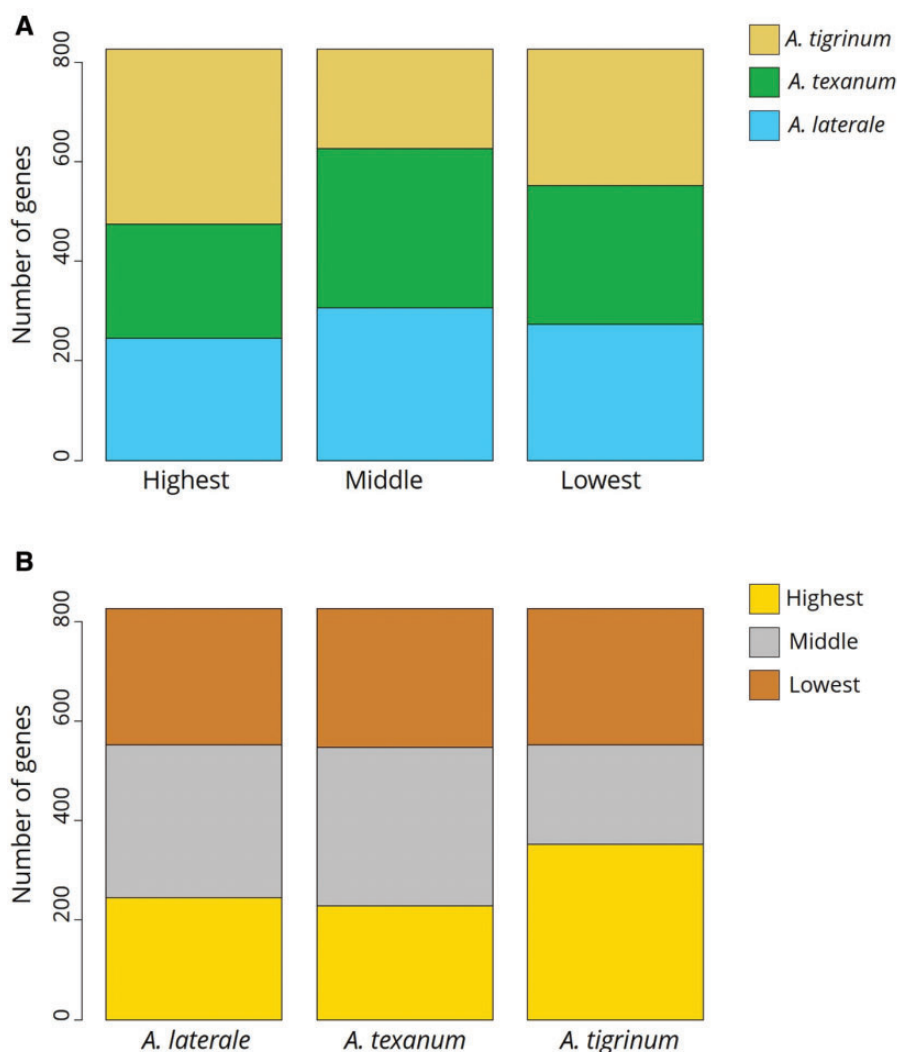 A
Number of genes
800
600
400
200
0
Highest
Middle
Lowest
A. tigrinum
A. texanum
A. laterale
B
Number of genes
800
600
400
200
0
A. laterale
A. texanum
A. tigrinum
Highest
Middle
Lowest